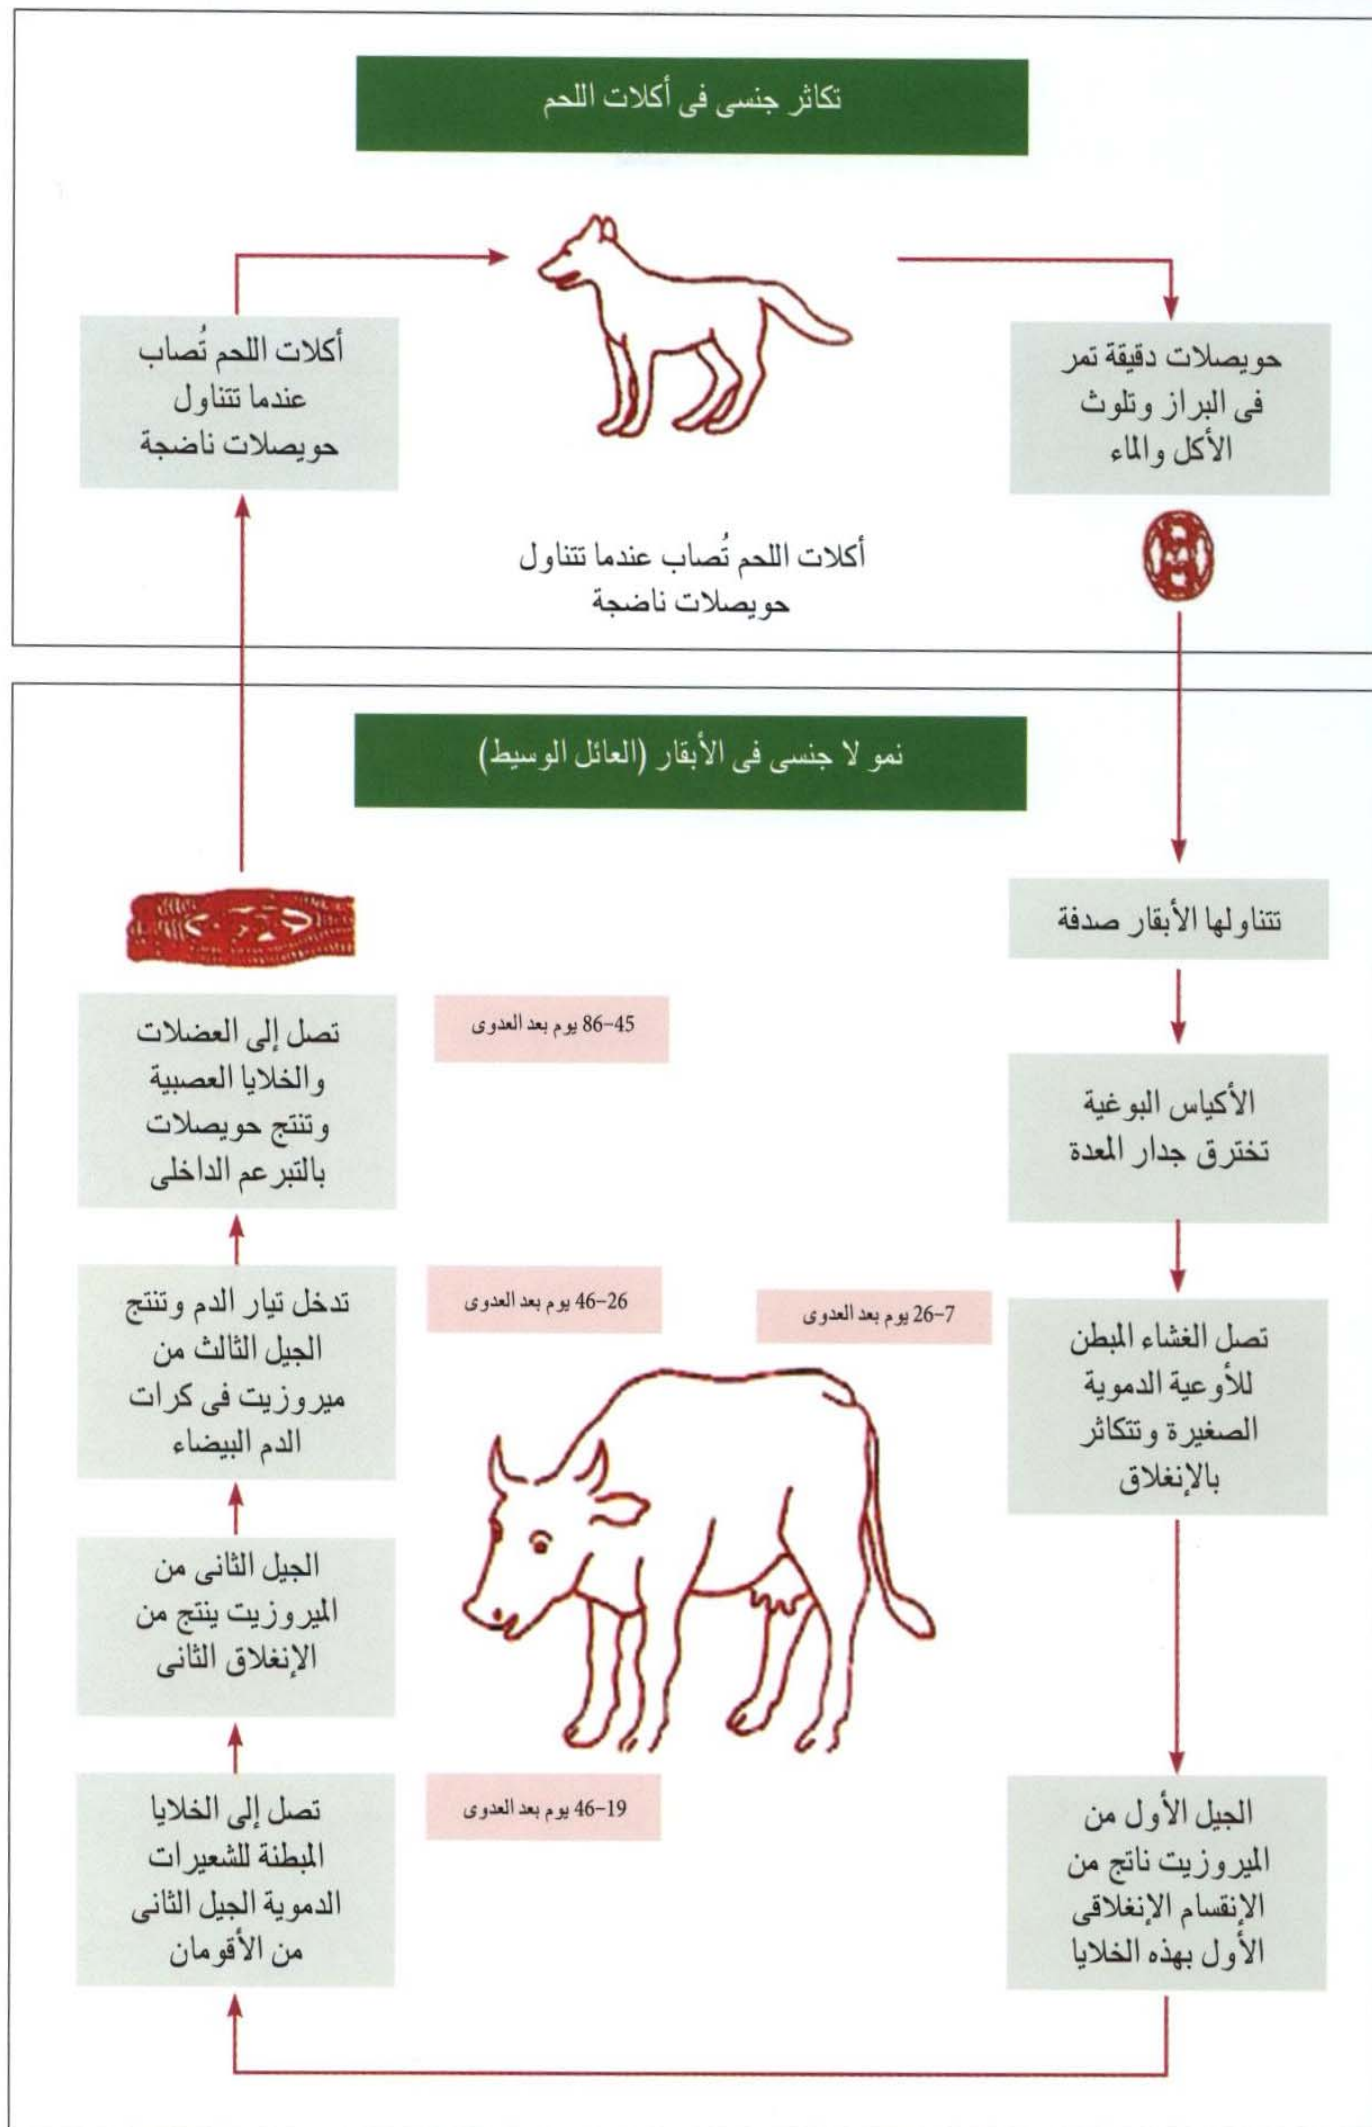 تكاثر جنسى فى أكلات اللحم
حويصلات دقيقة تمر
فى البراز وتلوث
الأكل والماء
أكلات اللحم تُصاب
عندما تتناول
حويصلات ناضجة
أكلات اللحم تُصاب عندما تتناول
حويصلات ناضجة
نمو لا جنسى فى الأبقار (العائل الوسيط)
تتناولها الأبقار صدفة
الأكياس البوغية
تخترق جدار المعدة
7–26 يوم بعد العدوى
تصل الغشاء المبطن
للأوعية الدموية
الصغيرة وتتكاثر
بالإنغلاق
الجيل الأول من
الميروزيت ناتج من
الإنقسام الإنغلاقى
الأول بهذه الخلايا
19–46 يوم بعد العدوى
تصل إلى الخلايا
المبطنة للشعيرات
الدموية الجيل الثانى
من الأقومان
الجيل الثانى من
الميروزيت ينتج من
الإنغلاق الثانى
26–46 يوم بعد العدوى
تدخل تيار الدم وتنتج
الجيل الثالث من
ميروزيت فى كرات
الدم البيضاء
45–86 يوم بعد العدوى
تصل إلى العضلات
والخلايا العصبية
وتنتج حويصلات
بالتبرعم الداخلى